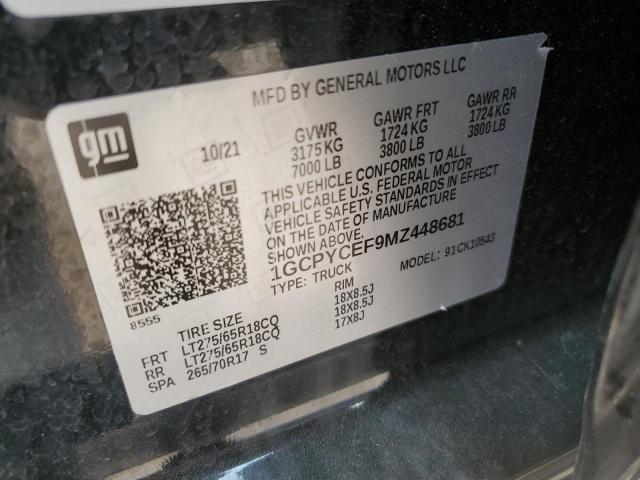 MFD BY GENERAL MOTORS LLC
gm
10/21
GVWR
3175 KG
7000 LB
GAWR FRT
1724 KG
3800 LB
GAWR RR
1724 KG
3800 LB
THIS VEHICLE CONFORMS TO ALL
APPLICABLE U.S. FEDERAL MOTOR
VEHICLE SAFETY STANDARDS IN EFFECT
ON THE DATE OF MANUFACTURE
SHOWN ABOVE.
1GCPYCEF9MZ448681
TYPE: TRUCK
MODEL: 91CK10543
8555
TIRE SIZE
RIM
FRT LT275/65R18CQ 18X8.5J
RR LT275/65R18CQ 18X8.5J
SPA 265/70R17 S 17X8J